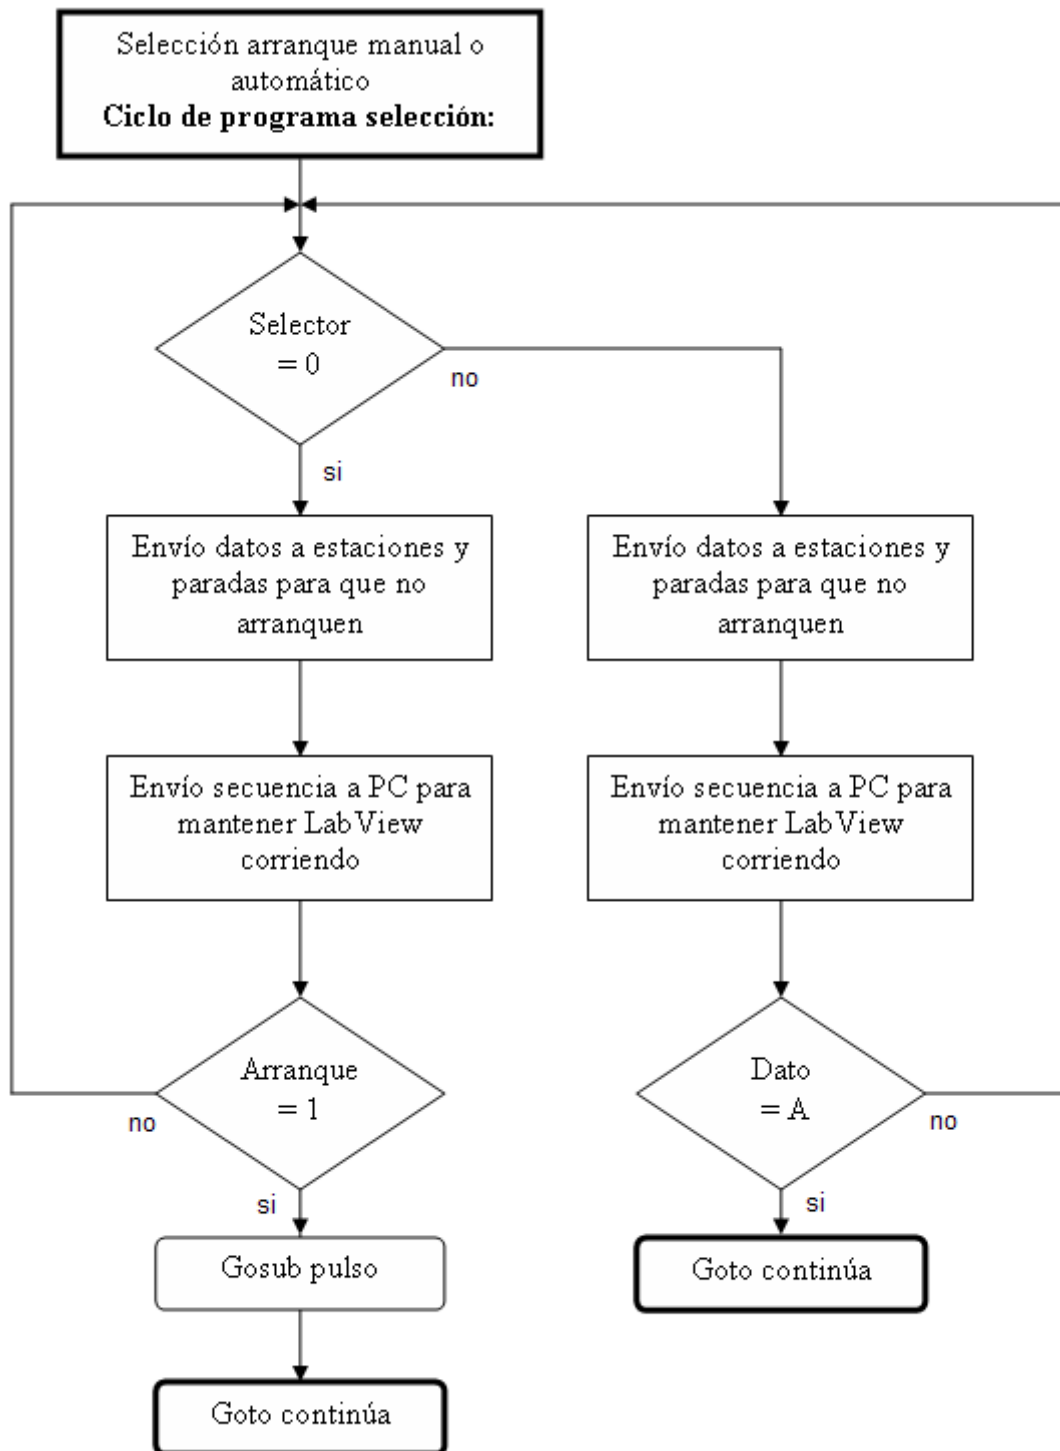 Selección arranque manual o
automático
Ciclo de programa selección:
Selector
= 0
no
si
Envío datos a estaciones y
paradas para que no
arranquen
Envío datos a estaciones y
paradas para que no
arranquen
Envío secuencia a PC para
mantener LabView
corriendo
Envío secuencia a PC para
mantener LabView
corriendo
Arranque
= 1
no
si
Dato
= A
no
si
Gosub pulso
Goto continúa
Goto continúa